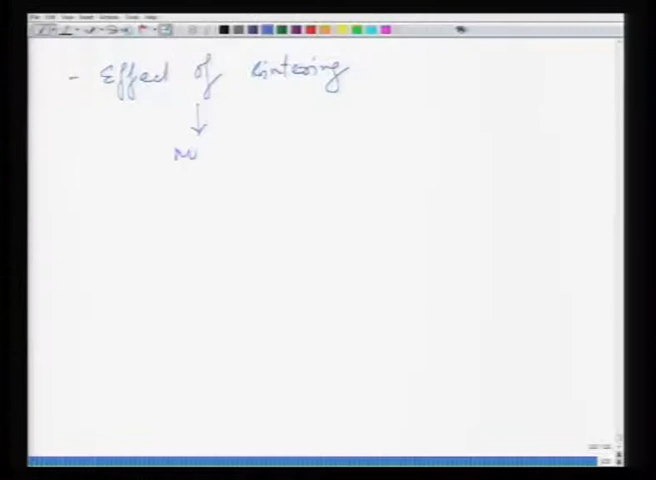 - Effect of Sintering
↓